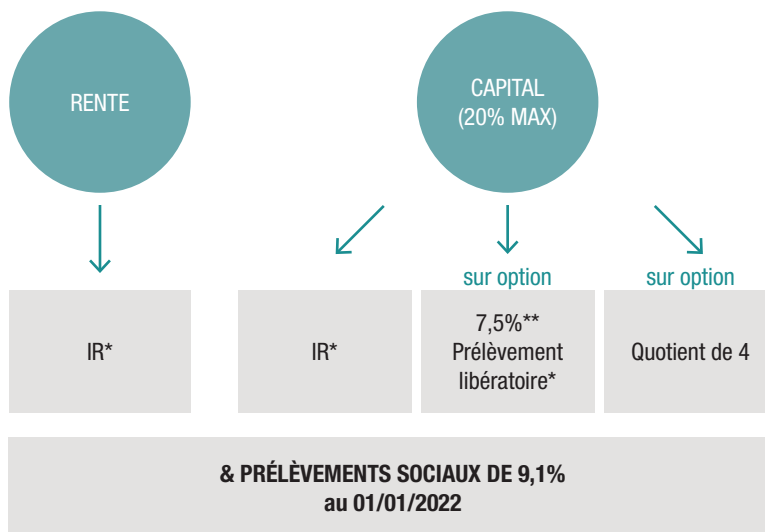 RENTE
CAPITAL
(20% MAX)
sur option
sur option
IR*
IR*
7,5%**
Prélèvement
libératoire*
Quotient de 4
& PRÉLÈVEMENTS SOCIAUX DE 9,1%
au 01/01/2022